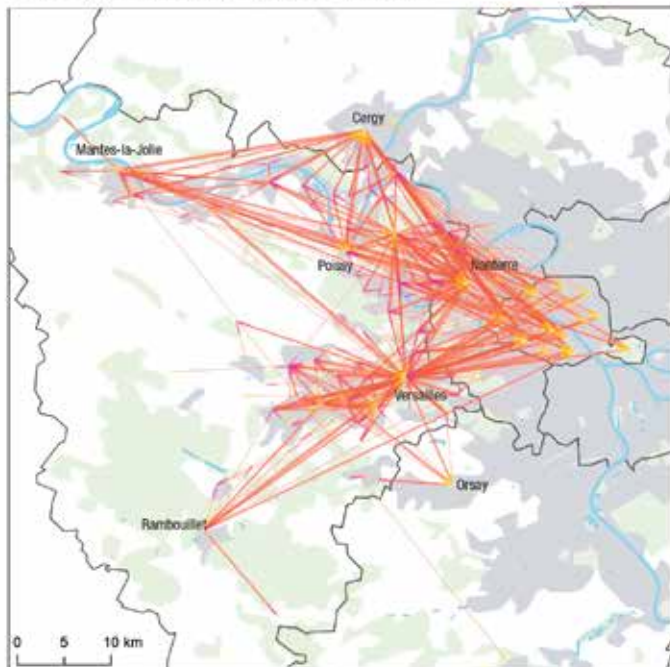 Cergy
Mantes-la-Jolie
Poissy
Nanterre
Versailles
Orsay
Rambouillet
0 5 10 km